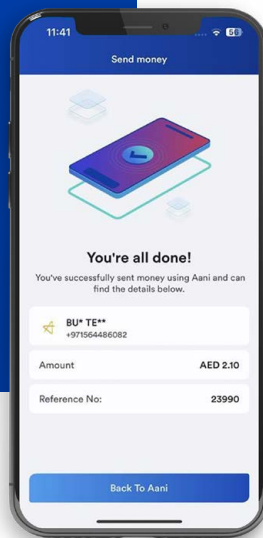 11:41
Send money
You're all done!
You've successfully sent money using Aani and can
find the details below.
BU* TE**
+971564486082
Amount AED 2.10
Reference No: 23990
Back To Aani